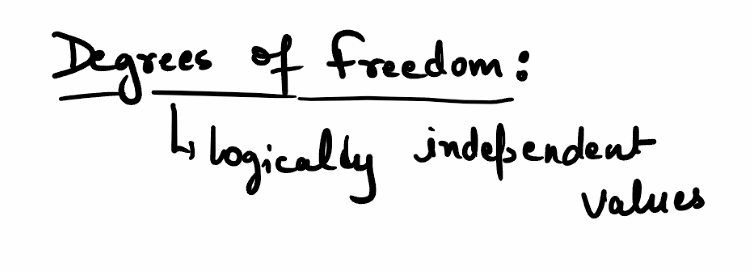 Degrees of freedom:
↳ logically independent
values